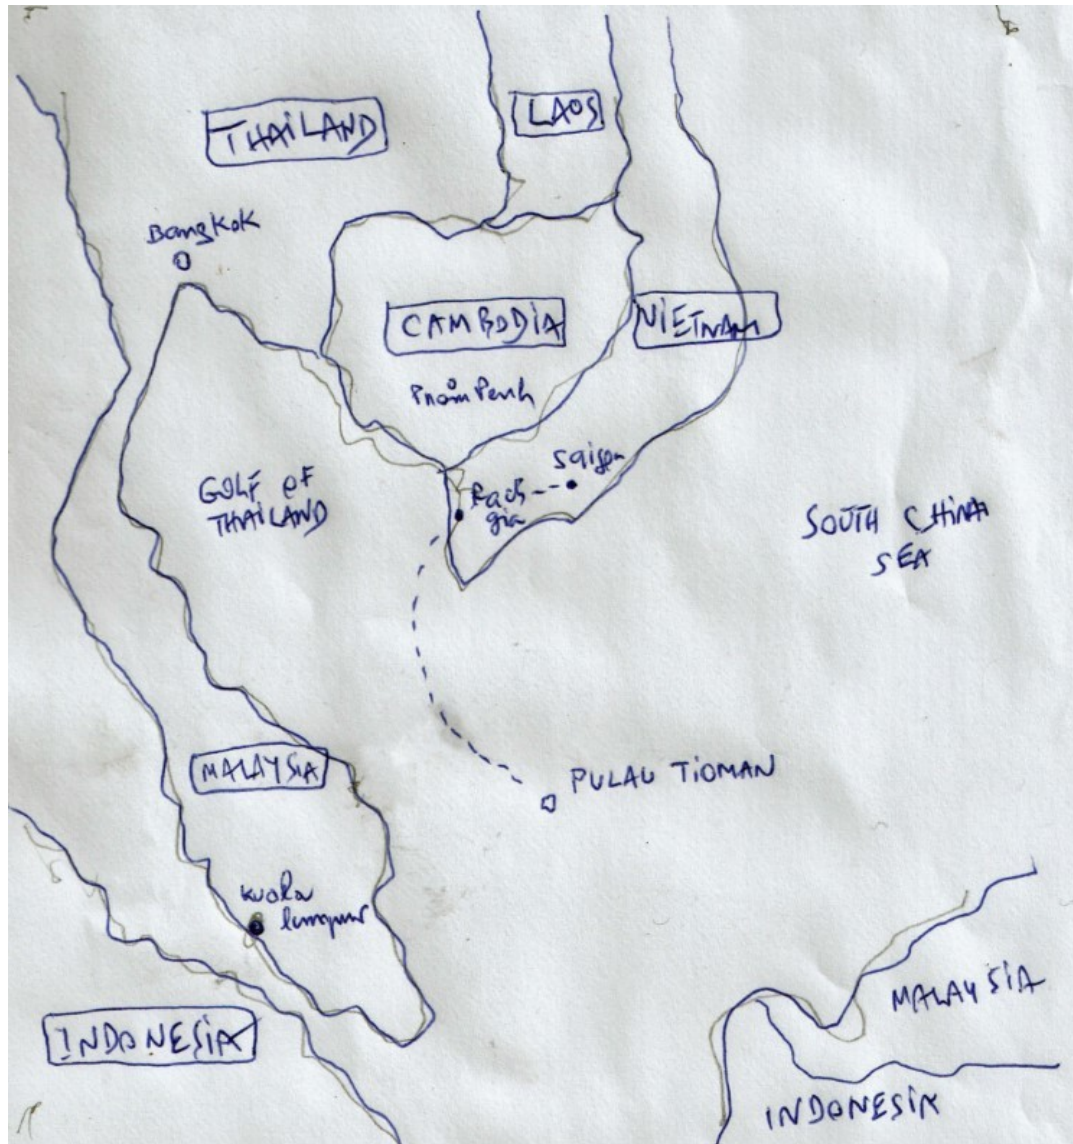 THAILAND
LAOS
Bangkok
CAMBODIA
VIETNAM
Pnom Penh
Saigon
Rach
gia
GOLF OF
THAILAND
SOUTH CHINA
SEA
MALAYSIA
PULAU TIOMAN
Kuala
lumpur
MALAYSIA
INDONESIA
INDONESIA